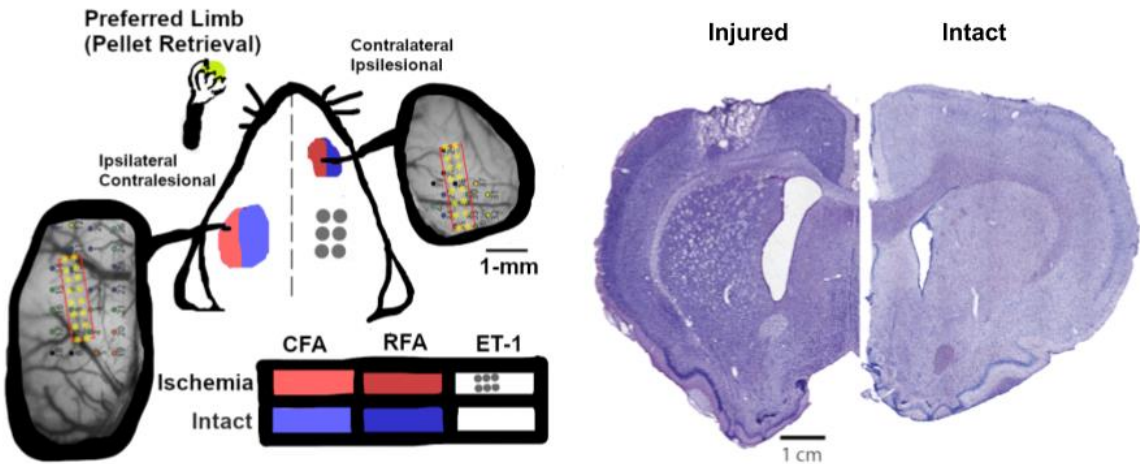 Preferred Limb
(Pellet Retrieval)
Contralateral
Ipsilesional
Ipsilateral
Contralesional
1-mm
CFA RFA ET-1
Ischemia
Intact
Injured Intact
1 cm